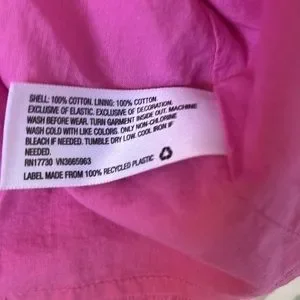 SHELL: 100% COTTON. LINING: 100% COTTON.
EXCLUSIVE OF ELASTIC. EXCLUSIVE OF DECORATION. MACHINE
WASH BEFORE WEAR. TURN GARMENT INSIDE OUT. MACHINE
WASH COLD WITH LIKE COLORS. ONLY NON-CHLORINE
BLEACH IF NEEDED. TUMBLE DRY LOW. COOL IRON IF
NEEDED.
RN17730 VN3665963
LABEL MADE FROM 100% RECYCLED PLASTIC